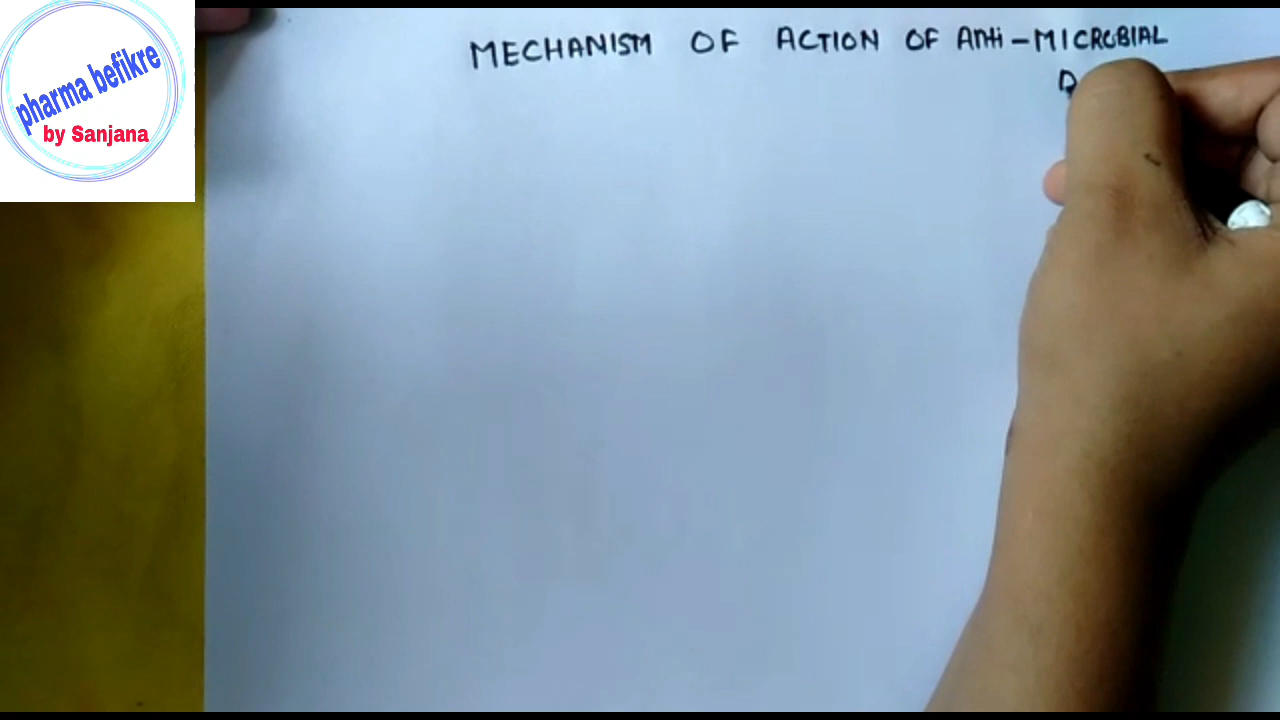 pharma befikre
by Sanjana
MECHANISM OF ACTION OF Anti-MICROBIAL